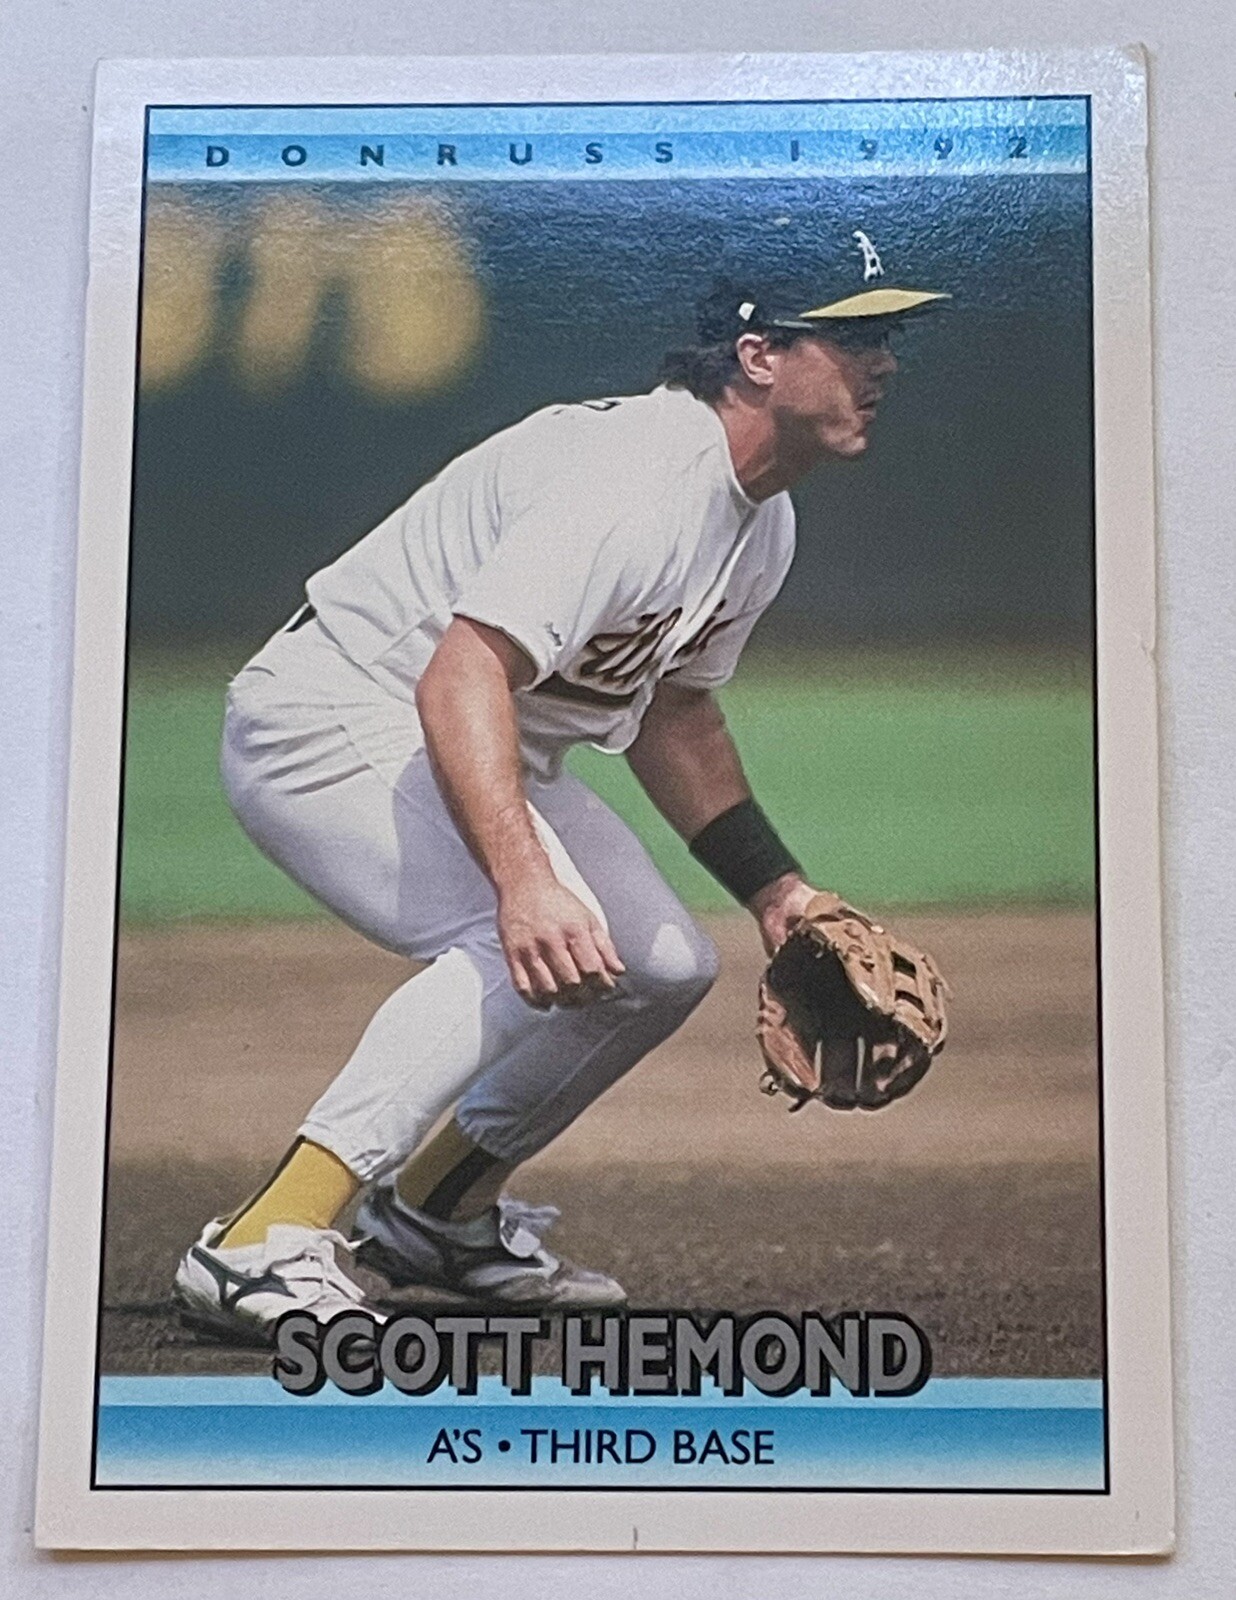 DONRUSS 1992
A
A's
SCOTT HEMOND
A'S • THIRD BASE